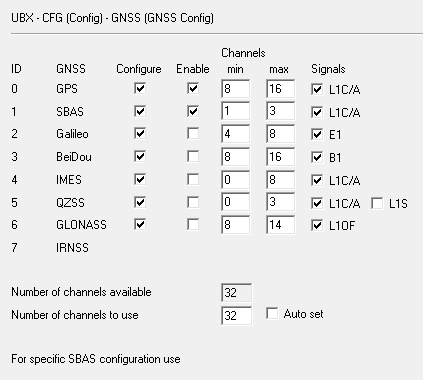 UBX - CFG (Config) - GNSS (GNSS Config)
Channels
ID GNSS Configure Enable min max Signals
0 GPS 8 16 L1C/A
1 SBAS 1 3 L1C/A
2 Galileo 4 8 E1
3 BeiDou 8 16 B1
4 IMES 0 8 L1C/A
5 QZSS 0 3 L1C/A L1S
6 GLONASS 8 14 L1OF
7 IRNSS
Number of channels available 32
Number of channels to use 32 Auto set
For specific SBAS configuration use